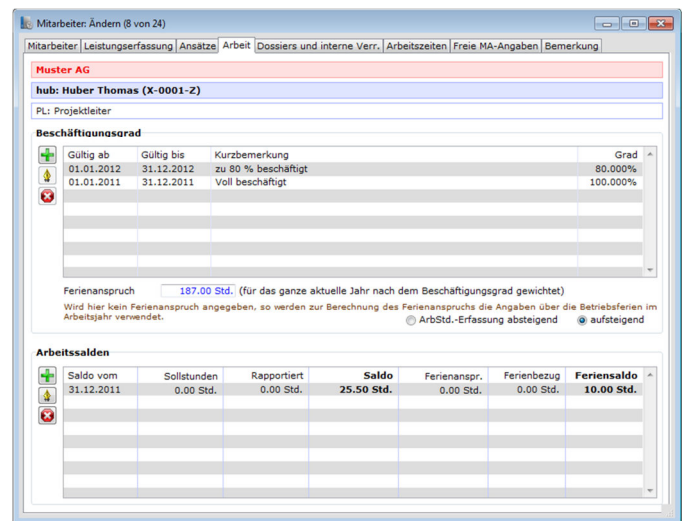 Mitarbeiter: Ändern (8 von 24)
Mitarbeiter Leistungserfassung Ansätze Arbeit Dossiers und interne Verr. Arbeitszeiten Freie MA-Angaben Bemerkung
Muster AG
hub: Huber Thomas (X-0001-Z)
PL: Projektleiter
Beschäftigungsgrad
Gültig ab Gültig bis Kurzbemerkung Grad
01.01.2012 31.12.2012 zu 80 % beschäftigt 80.000%
01.01.2011 31.12.2011 Voll beschäftigt 100.000%
Ferienanspruch 187.00 Std. (für das ganze aktuelle Jahr nach dem Beschäftigungsgrad gewichtet)
Wird hier kein Ferienanspruch angegeben, so werden zur Berechnung des Ferienanspruchs die Angaben über die Betriebsferien im
Arbeitsjahr verwendet.
ArbStd.-Erfassung absteigend aufsteigend
Arbeitssalden
Saldo vom Sollstunden Rapportiert Saldo Ferienanspr. Ferienbezug Feriensaldo
31.12.2011 0.00 Std. 0.00 Std. 25.50 Std. 0.00 Std. 0.00 Std. 10.00 Std.